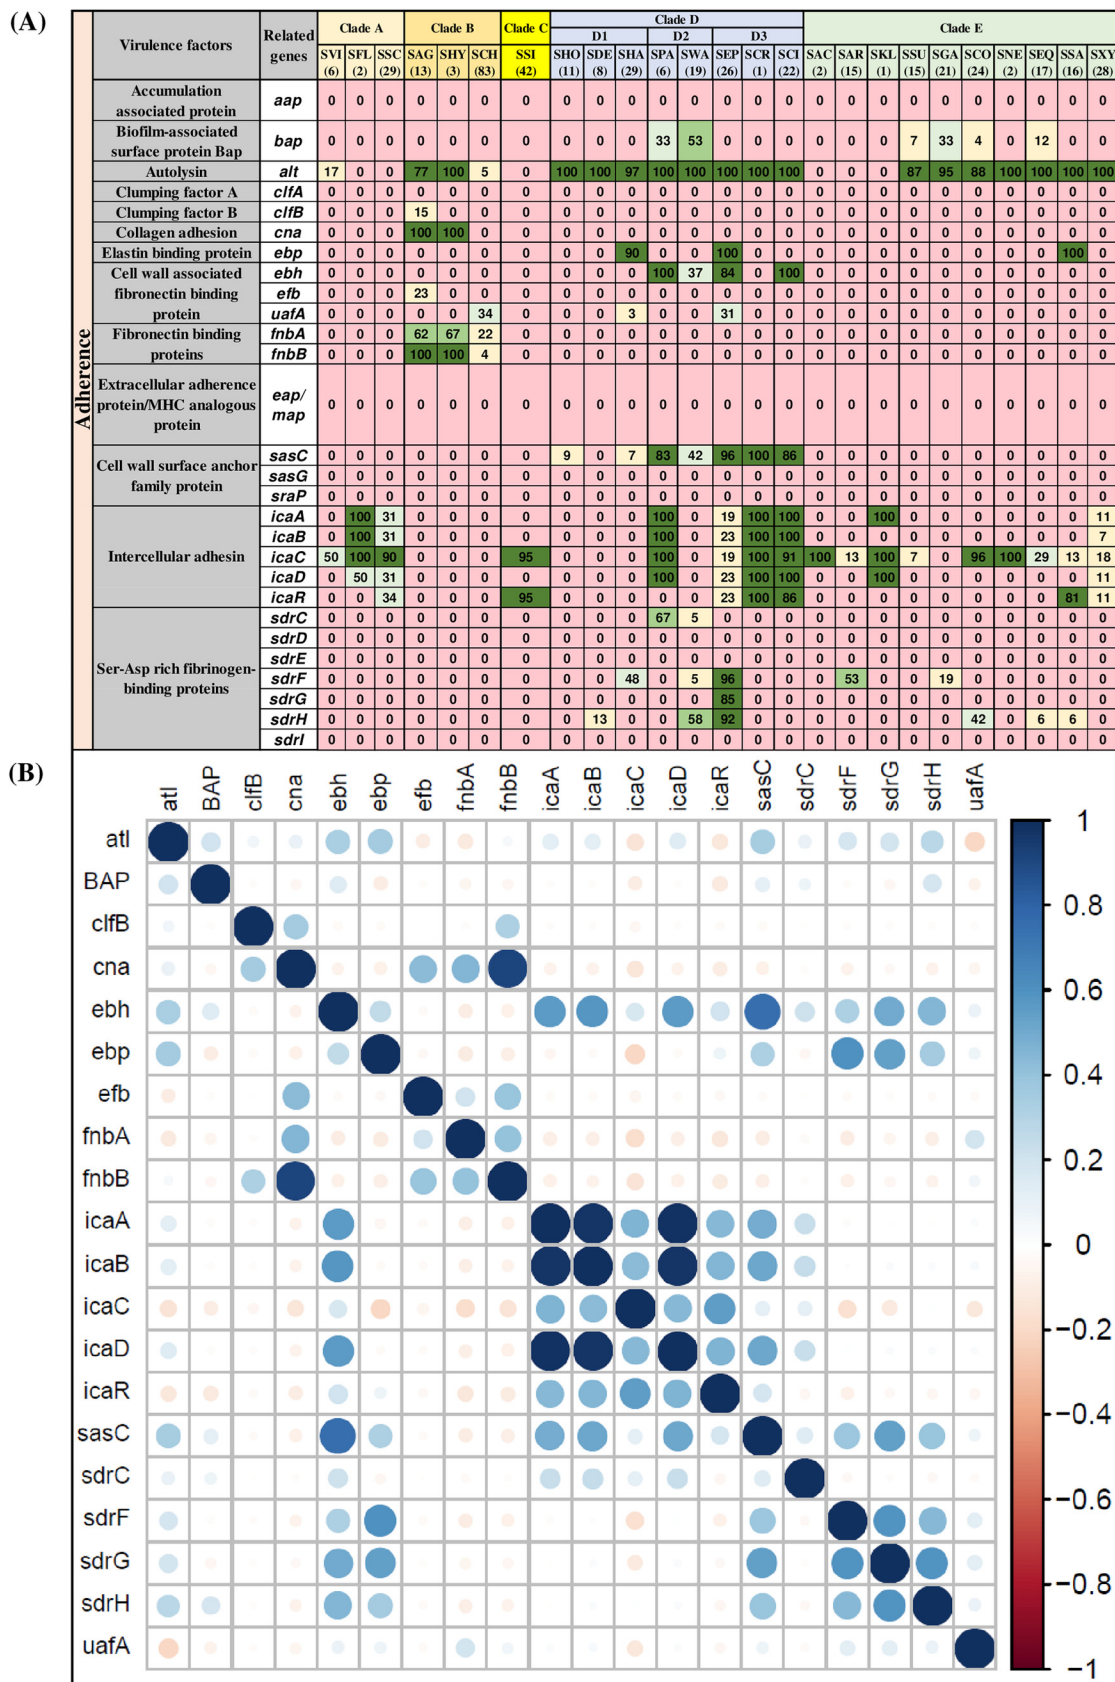 (A)
Virulence factors Related genes Clade A Clade B Clade C Clade D Clade E
D1 D2 D3
SVI SFL SSC SAG SHY SCH SSI SHO SDE SHA SPA SWA SEP SCR SCI SAC SAR SKL SSU SGA SCO SNE SEQ SSA SXY
(6) (2) (29) (13) (3) (83) (42) (11) (8) (29) (6) (19) (26) (1) (22) (2) (15) (1) (15) (21) (24) (2) (17) (16) (28)
Adherence
Accumulation
associated protein
aap 0 0 0 0 0 0 0 0 0 0 0 0 0 0 0 0 0 0 0 0 0 0 0 0 0
Biofilm-associated
surface protein Bap
bap 0 0 0 0 0 0 0 0 0 0 33 53 0 0 0 0 0 0 7 33 4 0 12 0 0
Autolysin alt 17 0 0 77 100 5 0 100 100 97 100 100 100 100 100 0 0 0 87 95 88 100 100 100 100
Clumping factor A clfA 0 0 0 0 0 0 0 0 0 0 0 0 0 0 0 0 0 0 0 0 0 0 0 0 0
Clumping factor B clfB 0 0 0 15 0 0 0 0 0 0 0 0 0 0 0 0 0 0 0 0 0 0 0 0 0
Collagen adhesion cna 0 0 0 100 100 0 0 0 0 0 0 0 0 0 0 0 0 0 0 0 0 0 0 0 0
Elastin binding protein ebp 0 0 0 0 0 0 0 0 0 90 0 0 100 0 0 0 0 0 0 0 0 0 0 100 0
Cell wall associated
fibronectin binding
protein
ebh 0 0 0 0 0 0 0 0 0 0 100 37 84 0 100 0 0 0 0 0 0 0 0 0 0
efb 0 0 0 23 0 0 0 0 0 0 0 0 0 0 0 0 0 0 0 0 0 0 0 0 0
uafA 0 0 0 0 0 34 0 0 0 3 0 0 31 0 0 0 0 0 0 0 0 0 0 0 0
Fibronectin binding
proteins
fnbA 0 0 0 62 67 22 0 0 0 0 0 0 0 0 0 0 0 0 0 0 0 0 0 0 0
fnbB 0 0 0 100 100 4 0 0 0 0 0 0 0 0 0 0 0 0 0 0 0 0 0 0 0
Extracellular adherence
protein/MHC analogous
protein
eap/
map
0 0 0 0 0 0 0 0 0 0 0 0 0 0 0 0 0 0 0 0 0 0 0 0 0
Cell wall surface anchor
family protein
sasC 0 0 0 0 0 0 0 9 0 7 83 42 96 100 86 0 0 0 0 0 0 0 0 0 0
sasG 0 0 0 0 0 0 0 0 0 0 0 0 0 0 0 0 0 0 0 0 0 0 0 0 0
sraP 0 0 0 0 0 0 0 0 0 0 0 0 0 0 0 0 0 0 0 0 0 0 0 0 0
Intercellular adhesin
icaA 0 100 31 0 0 0 0 0 0 0 100 0 19 100 100 0 0 100 0 0 0 0 0 0 11
icaB 0 100 31 0 0 0 0 0 0 0 100 0 23 100 100 0 0 0 0 0 0 0 0 0 7
icaC 50 100 90 0 0 0 95 0 0 0 100 0 19 100 91 100 13 100 7 0 96 100 29 13 18
icaD 0 50 31 0 0 0 0 0 0 0 100 0 23 100 100 0 0 100 0 0 0 0 0 0 11
icaR 0 0 34 0 0 0 95 0 0 0 0 0 23 100 86 0 0 0 0 0 0 0 0 81 11
Ser-Asp rich fibrinogen-
binding proteins
sdrC 0 0 0 0 0 0 0 0 0 0 67 5 0 0 0 0 0 0 0 0 0 0 0 0 0
sdrD 0 0 0 0 0 0 0 0 0 0 0 0 0 0 0 0 0 0 0 0 0 0 0 0 0
sdrE 0 0 0 0 0 0 0 0 0 0 0 0 0 0 0 0 0 0 0 0 0 0 0 0 0
sdrF 0 0 0 0 0 0 0 0 0 48 0 5 96 0 0 0 53 0 0 19 0 0 0 0 0
sdrG 0 0 0 0 0 0 0 0 0 0 0 0 85 0 0 0 0 0 0 0 0 0 0 0 0
sdrH 0 0 0 0 0 0 0 0 13 0 0 58 92 0 0 0 0 0 0 0 42 0 6 6 0
sdrI 0 0 0 0 0 0 0 0 0 0 0 0 0 0 0 0 0 0 0 0 0 0 0 0 0
(B)
atl BAP clfB cna ebh ebp efb fnbA fnbB icaA icaB icaC icaD icaR sasC sdrC sdrF sdrG sdrH uafA
atl
BAP
clfB
cna
ebh
ebp
efb
fnbA
fnbB
icaA
icaB
icaC
icaD
icaR
sasC
sdrC
sdrF
sdrG
sdrH
uafA
1
0.8
0.6
0.4
0.2
0
−0.2
−0.4
−0.6
−0.8
−1